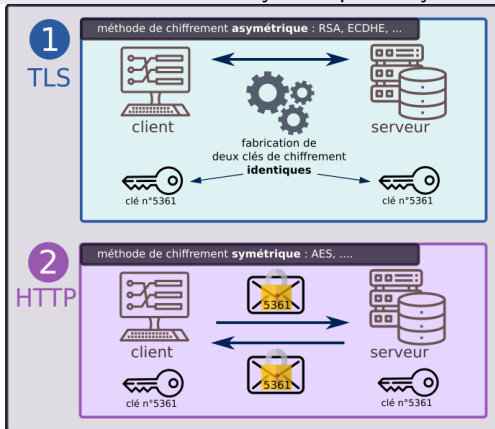 1
TLS
méthode de chiffrement asymétrique : RSA, ECDHE, ...
client
serveur
fabrication de
deux clés de chiffrement
identiques
clé n°5361
clé n°5361
2
HTTP
méthode de chiffrement symétrique : AES, ....
5361
client
serveur
5361
clé n°5361
clé n°5361